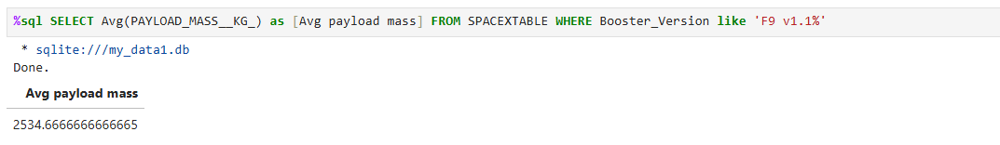 %sql SELECT Avg(PAYLOAD_MASS__KG_) as [Avg payload mass] FROM SPACEXTABLE WHERE Booster_Version like 'F9 v1.1%'
* sqlite:///my_data1.db
Done.
Avg payload mass
2534.6666666666665